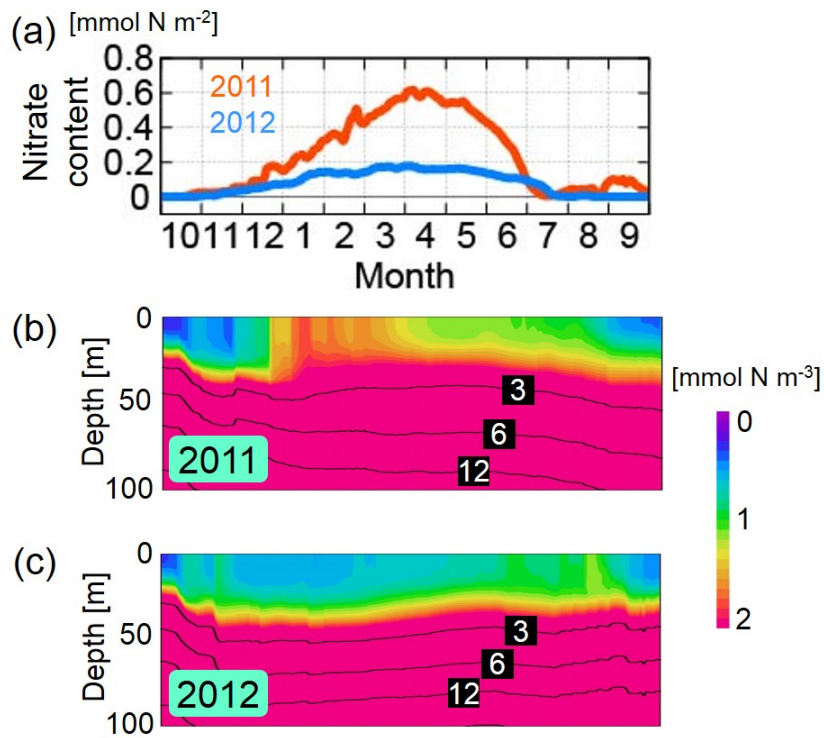 (a)
[mmol N m-2]
Nitrate
content
0.8
0.6
0.4
0.2
0
2011
2012
10 11 12 1 2 3 4 5 6 7 8 9
Month
(b)
Depth [m]
0
50
100
3
6
12
2011
[mmol N m-3]
0
1
2
(c)
Depth [m]
0
50
100
3
6
12
2012